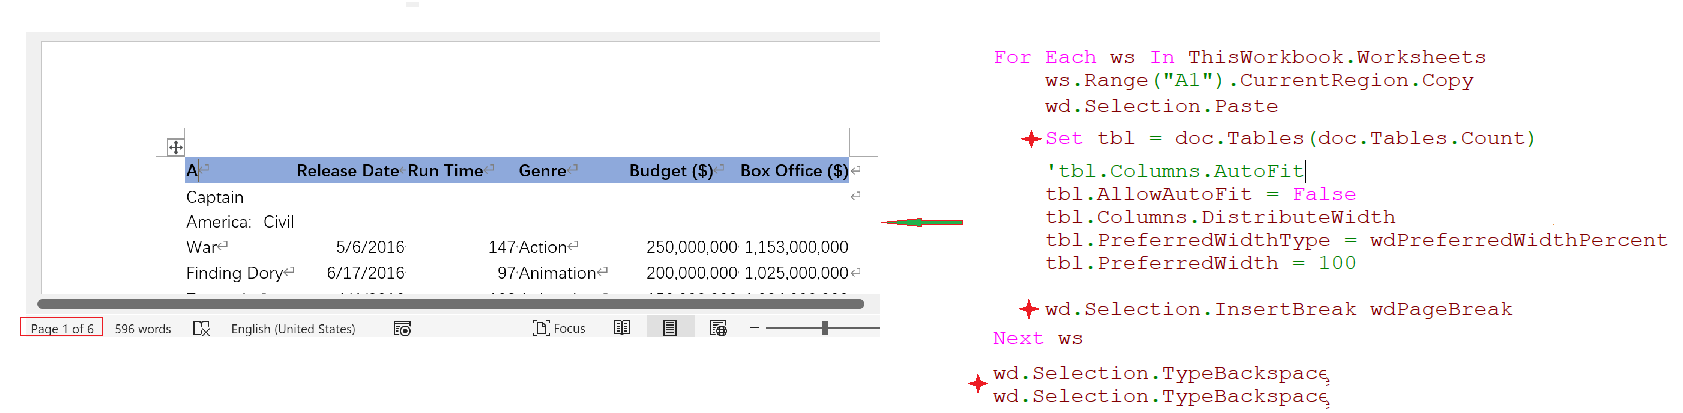 A Release Date Run Time Genre Budget ($) Box Office ($)
Captain
America: Civil
War 5/6/2016 147 Action 250,000,000 1,153,000,000
Finding Dory 6/17/2016 97 Animation 200,000,000 1,025,000,000
Page 1 of 6 596 words English (United States) Focus
For Each ws In ThisWorkbook.Worksheets
ws.Range("A1").CurrentRegion.Copy
wd.Selection.Paste
Set tbl = doc.Tables(doc.Tables.Count)
'tbl.Columns.AutoFit
tbl.AllowAutoFit = False
tbl.Columns.DistributeWidth
tbl.PreferredWidthType = wdPreferredWidthPercent
tbl.PreferredWidth = 100
wd.Selection.InsertBreak wdPageBreak
Next ws
wd.Selection.TypeBackspace
wd.Selection.TypeBackspace